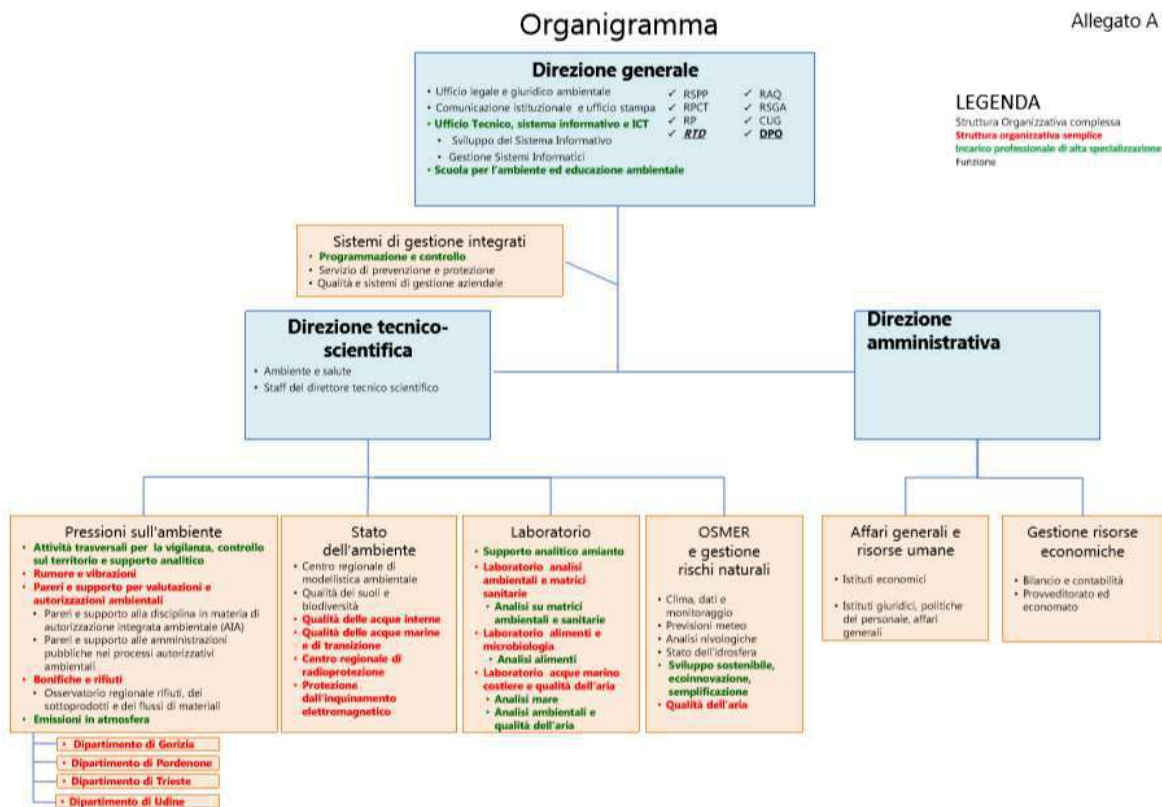 Organigramma
Allegato A
Direzione generale
• Ufficio legale e giuridico ambientale
• Comunicazione istituzionale e ufficio stampa
• Ufficio Tecnico, sistema informativo e ICT
• Sviluppo del Sistema Informativo
• Gestione Sistemi Informatici
• Scuola per l'ambiente ed educazione ambientale
✓ RSPP
✓ RPCT
✓ RP
✓ RTD
✓ RAQ
✓ RSGA
✓ CUG
✓ DPO
LEGENDA
Struttura Organizzativa complessa
Struttura organizzativa semplice
Incarico professionale di alta specializzazione
Funzione
Sistemi di gestione integrati
• Programmazione e controllo
• Servizio di prevenzione e protezione
• Qualità e sistemi di gestione aziendale
Direzione tecnico-
scientifica
• Ambiente e salute
• Staff del direttore tecnico scientifico
Direzione
amministrativa
Pressioni sull'ambiente
• Attività trasversali per la vigilanza, controllo
sul territorio e supporto analitico
• Rumore e vibrazioni
• Pareri e supporto per valutazioni e
autorizzazioni ambientali
• Pareri e supporto alla disciplina in materia di
autorizzazione integrata ambientale (AIA)
• Pareri e supporto alle amministrazioni
pubbliche nei processi autorizzativi
ambientali
• Bonifiche e rifiuti
• Osservatorio regionale rifiuti, dei
sottoprodotti e dei flussi di materiali
• Emissioni in atmosfera
• Dipartimento di Gorizia
• Dipartimento di Pordenone
• Dipartimento di Trieste
• Dipartimento di Udine
Stato
dell'ambiente
• Centro regionale di
modellistica ambientale
• Qualità dei suoli e
biodiversità
• Qualità delle acque interne
• Qualità delle acque marine
e di transizione
• Centro regionale di
radioprotezione
• Protezione
dall'inquinamento
elettromagnetico
Laboratorio
• Supporto analitico amianto
• Laboratorio analisi
ambientali e matrici
sanitarie
• Analisi su matrici
ambientali e sanitarie
• Laboratorio alimenti e
microbiologia
• Analisi alimenti
• Laboratorio acque marino
costiere e qualità dell'aria
• Analisi mare
• Analisi ambientali e
qualità dell'aria
OSMER
e gestione
rischi naturali
• Clima, dati e
monitoraggio
• Previsioni meteo
• Analisi nivologiche
• Stato dell'idrosfera
• Sviluppo sostenibile,
ecoinnovazione,
semplificazione
• Qualità dell'aria
Affari generali e
risorse umane
• Istituti economici
• Istituti giuridici, politiche
del personale, affari
generali
Gestione risorse
economiche
• Bilancio e contabilità
• Provveditorato ed
economato